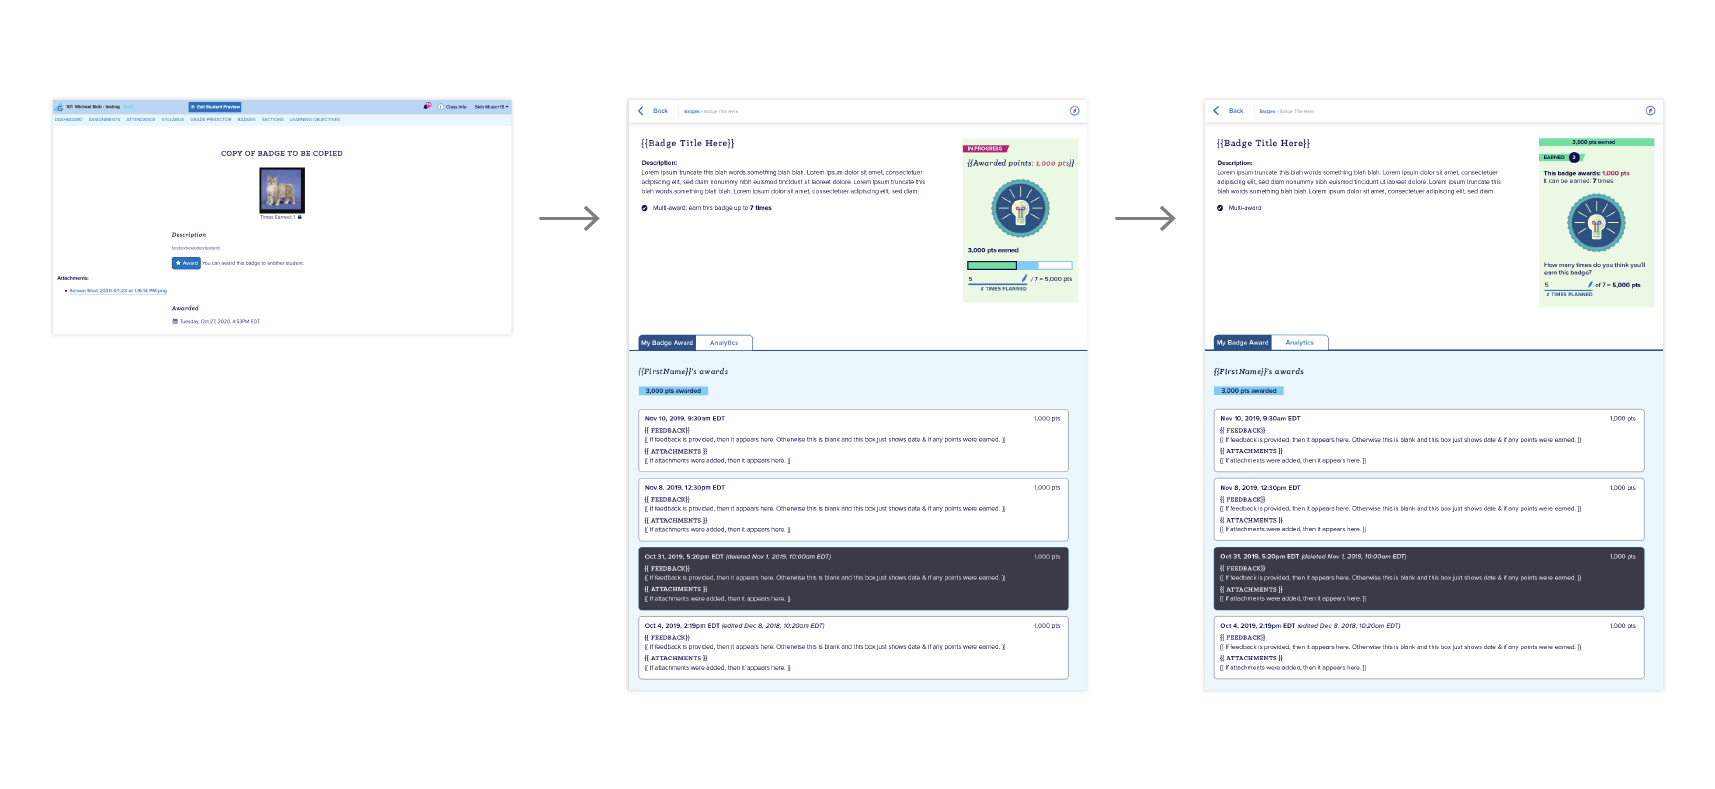 101 Michael Skib - testing
Exit Student Preview
Class Info
Skib Music+15
DASHBOARD ASSIGNMENTS ATTENDANCE SYLLABUS GRADE PREDICTOR BADGES SECTIONS LEARNING OBJECTIVES
COPY OF BADGE TO BE COPIED
Times Earned: 1
Description
Award You can award this badge to another student.
Attachments:
Screen Shot 2020-07-23 at 1.16.14 PM.png
Awarded
Tuesday, Oct 27, 2020, 4:53PM EDT
Back Badges > Badge Title Here
{{Badge Title Here}}
Description:
Lorem ipsum truncate this blah words something blah blah. Lorem ipsum dolor sit amet, consectetuer
adipiscing elit, sed diam nonummy nibh euismod tincidunt ut laoreet dolore. Lorem ipsum truncate this
blah words something blah blah. Lorem ipsum dolor sit amet, consectetuer adipiscing elit, sed diam.
Multi-award: earn this badge up to 7 times
IN PROGRESS
{{Awarded points: 1,000 pts}}
3,000 pts earned
5 / 7 = 5,000 pts
# TIMES PLANNED
My Badge Award Analytics
{{FirstName}}'s awards
3,000 pts awarded
Nov 10, 2019, 9:30am EDT 1,000 pts
{{ FEEDBACK}}
{{ If feedback is provided, then it appears here. Otherwise this is blank and this box just shows date & if any points were earned. }}
{{ ATTACHMENTS }}
{{ If attachments were added, then it appears here. }}
Nov 8, 2019, 12:30pm EDT 1,000 pts
{{ FEEDBACK}}
{{ If feedback is provided, then it appears here. Otherwise this is blank and this box just shows date & if any points were earned. }}
{{ ATTACHMENTS }}
{{ If attachments were added, then it appears here. }}
Oct 31, 2019, 5:20pm EDT (deleted Nov 1, 2019, 10:00am EDT) 1,000 pts
{{ FEEDBACK}}
{{ If feedback is provided, then it appears here. Otherwise this is blank and this box just shows date & if any points were earned. }}
{{ ATTACHMENTS }}
{{ If attachments were added, then it appears here. }}
Oct 4, 2019, 2:19pm EDT (edited Dec 8, 2018, 10:20am EDT) 1,000 pts
{{ FEEDBACK}}
{{ If feedback is provided, then it appears here. Otherwise this is blank and this box just shows date & if any points were earned. }}
{{ ATTACHMENTS }}
{{ If attachments were added, then it appears here. }}
Back Badges > Badge Title Here
{{Badge Title Here}}
Description:
Lorem ipsum truncate this blah words something blah blah. Lorem ipsum dolor sit amet, consectetuer
adipiscing elit, sed diam nonummy nibh euismod tincidunt ut laoreet dolore. Lorem ipsum truncate this
blah words something blah blah. Lorem ipsum dolor sit amet, consectetuer adipiscing elit, sed diam.
Multi-award
3,000 pts earned
EARNED 3
This badge awards: 1,000 pts
It can be earned: 7 times
How many times do you think you'll
earn this badge?
5 of 7 = 5,000 pts
# TIMES PLANNED
My Badge Award Analytics
{{FirstName}}'s awards
3,000 pts awarded
Nov 10, 2019, 9:30am EDT 1,000 pts
{{ FEEDBACK}}
{{ If feedback is provided, then it appears here. Otherwise this is blank and this box just shows date & if any points were earned. }}
{{ ATTACHMENTS }}
{{ If attachments were added, then it appears here. }}
Nov 8, 2019, 12:30pm EDT 1,000 pts
{{ FEEDBACK}}
{{ If feedback is provided, then it appears here. Otherwise this is blank and this box just shows date & if any points were earned. }}
{{ ATTACHMENTS }}
{{ If attachments were added, then it appears here. }}
Oct 31, 2019, 5:20pm EDT (deleted Nov 1, 2019, 10:00am EDT) 1,000 pts
{{ FEEDBACK}}
{{ If feedback is provided, then it appears here. Otherwise this is blank and this box just shows date & if any points were earned. }}
{{ ATTACHMENTS }}
{{ If attachments were added, then it appears here. }}
Oct 4, 2019, 2:19pm EDT (edited Dec 8, 2018, 10:20am EDT) 1,000 pts
{{ FEEDBACK}}
{{ If feedback is provided, then it appears here. Otherwise this is blank and this box just shows date & if any points were earned. }}
{{ ATTACHMENTS }}
{{ If attachments were added, then it appears here. }}